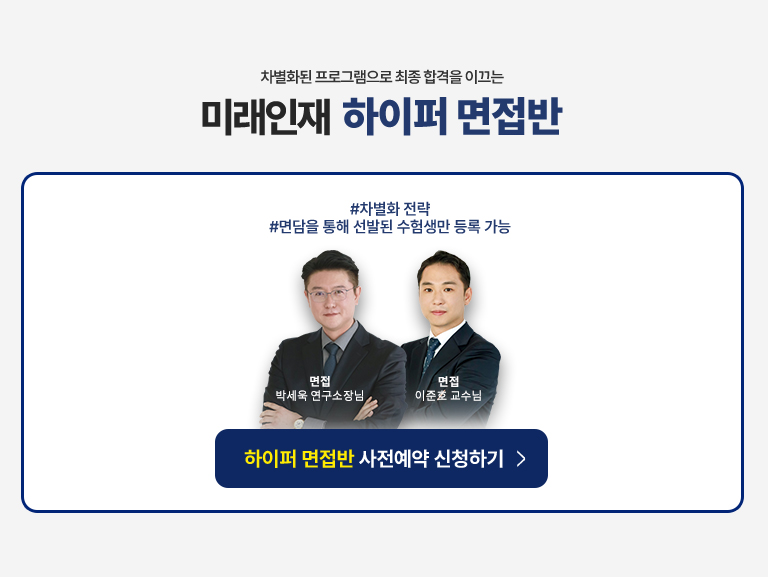 차별화된 프로그램으로 최종 합격을 이끄는
미래인재 하이퍼 면접반
#차별화 전략
#면담을 통해 선발된 수험생만 등록 가능
면접
박세욱 연구소장님
면접
이준호 교수님
하이퍼 면접반 사전예약 신청하기 >